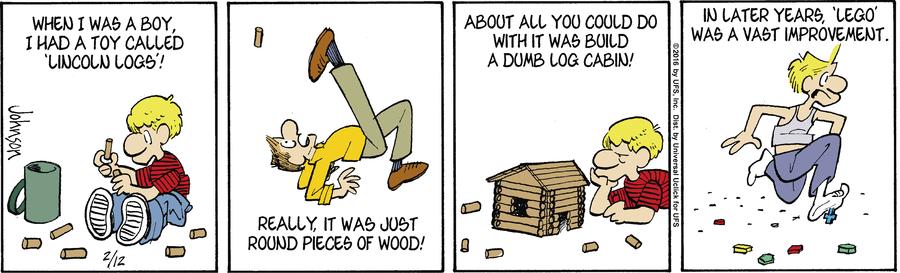 WHEN I WAS A BOY,
I HAD A TOY CALLED
'LINCOLN LOGS'!
Johnson
2/12
REALLY, IT WAS JUST
ROUND PIECES OF WOOD!
ABOUT ALL YOU COULD DO
WITH IT WAS BUILD
A DUMB LOG CABIN!
©2016 by UFS, Inc. Dist. by Universal Uclick for UFS
IN LATER YEARS, 'LEGO'
WAS A VAST IMPROVEMENT.